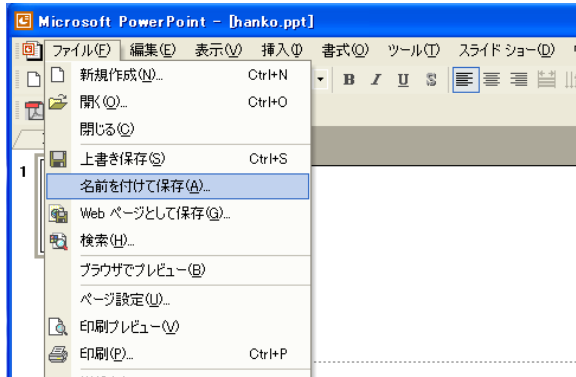 Microsoft PowerPoint - [hanko.ppt]
ファイル(F) 編集(E) 表示(V) 挿入(I) 書式(O) ツール(T) スライド ショー(D)
B I U S
新規作成(N)... Ctrl+N
開く(O)... Ctrl+O
閉じる(C)
上書き保存(S) Ctrl+S
1
名前を付けて保存(A)...
Web ページとして保存(G)...
検索(H)...
ブラウザでプレビュー(B)
ページ設定(U)...
印刷プレビュー(V)
印刷(P)... Ctrl+P